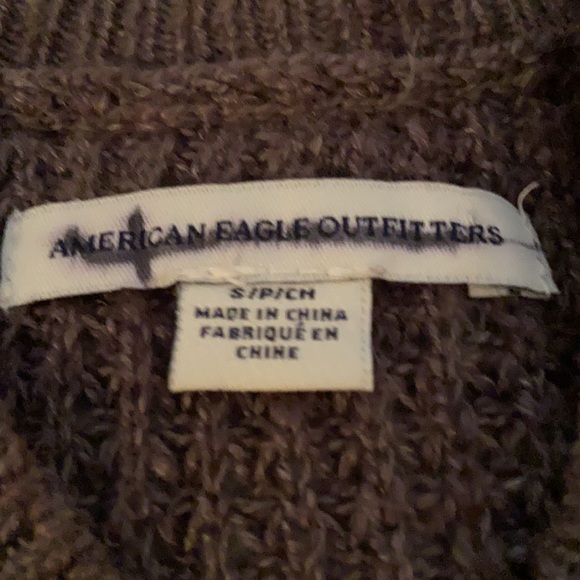 AMERICAN EAGLE OUTFITTERS
S/P/CH
MADE IN CHINA
FABRIQUÉ EN
CHINE